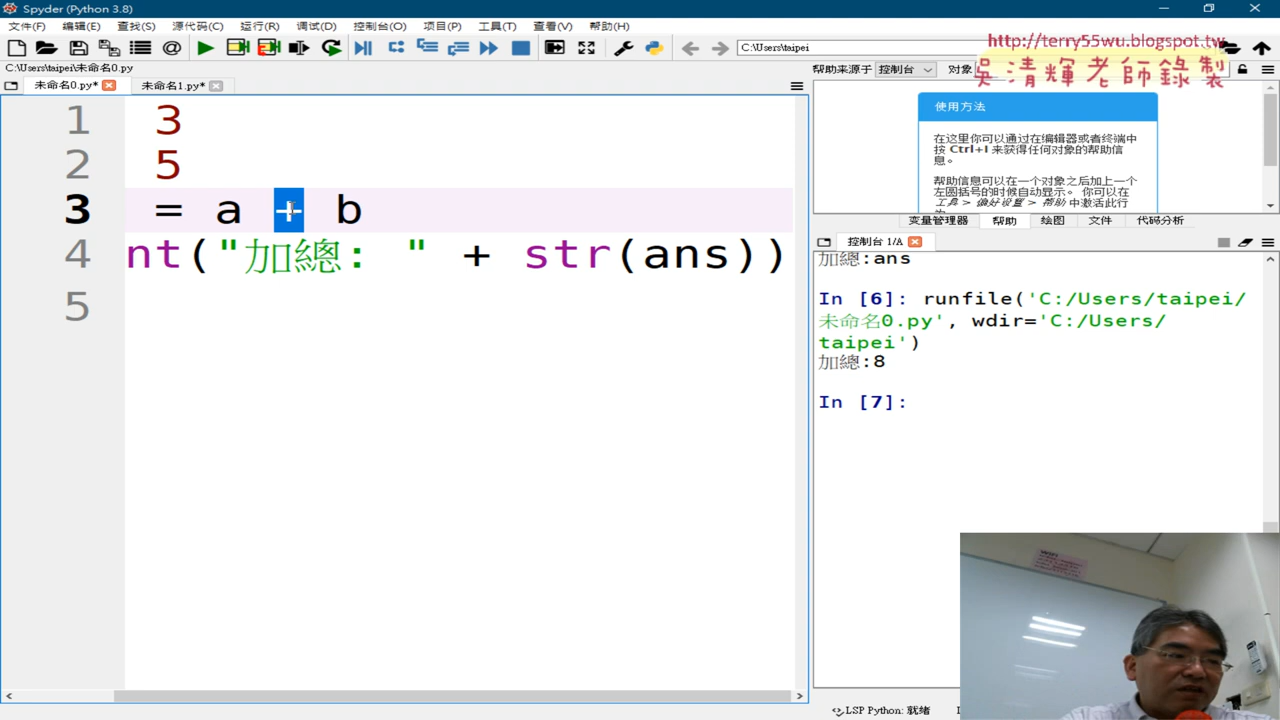 Spyder (Python 3.8)
文件(F) 编辑(E) 查找(S) 源代码(C) 运行(R) 调试(D) 控制台(O) 项目(P) 工具(T) 查看(V) 帮助(H)
C:\Users\taipei
http://terry55wu.blogspot.tw
吳清輝老師錄製
C:\Users\taipei\未命名0.py
未命名0.py*
未命名1.py*
1 3
2 5
3 = a + b
4 nt("加總: " + str(ans))
5
帮助来源于 控制台 对象
使用方法
在这里你可以通过在编辑器或者终端中
按 Ctrl+I 来获得任何对象的帮助信
息。
帮助信息可以在一个对象之后加上一个
左圆括号的时候自动显示。 你可以在
工具 > 偏好设置 > 帮助 中激活此行
变量管理器 帮助 绘图 文件 代码分析
控制台 1/A
加總:ans
In [6]: runfile('C:/Users/taipei/
未命名0.py', wdir='C:/Users/
taipei')
加總:8
In [7]:
LSP Python: 就绪